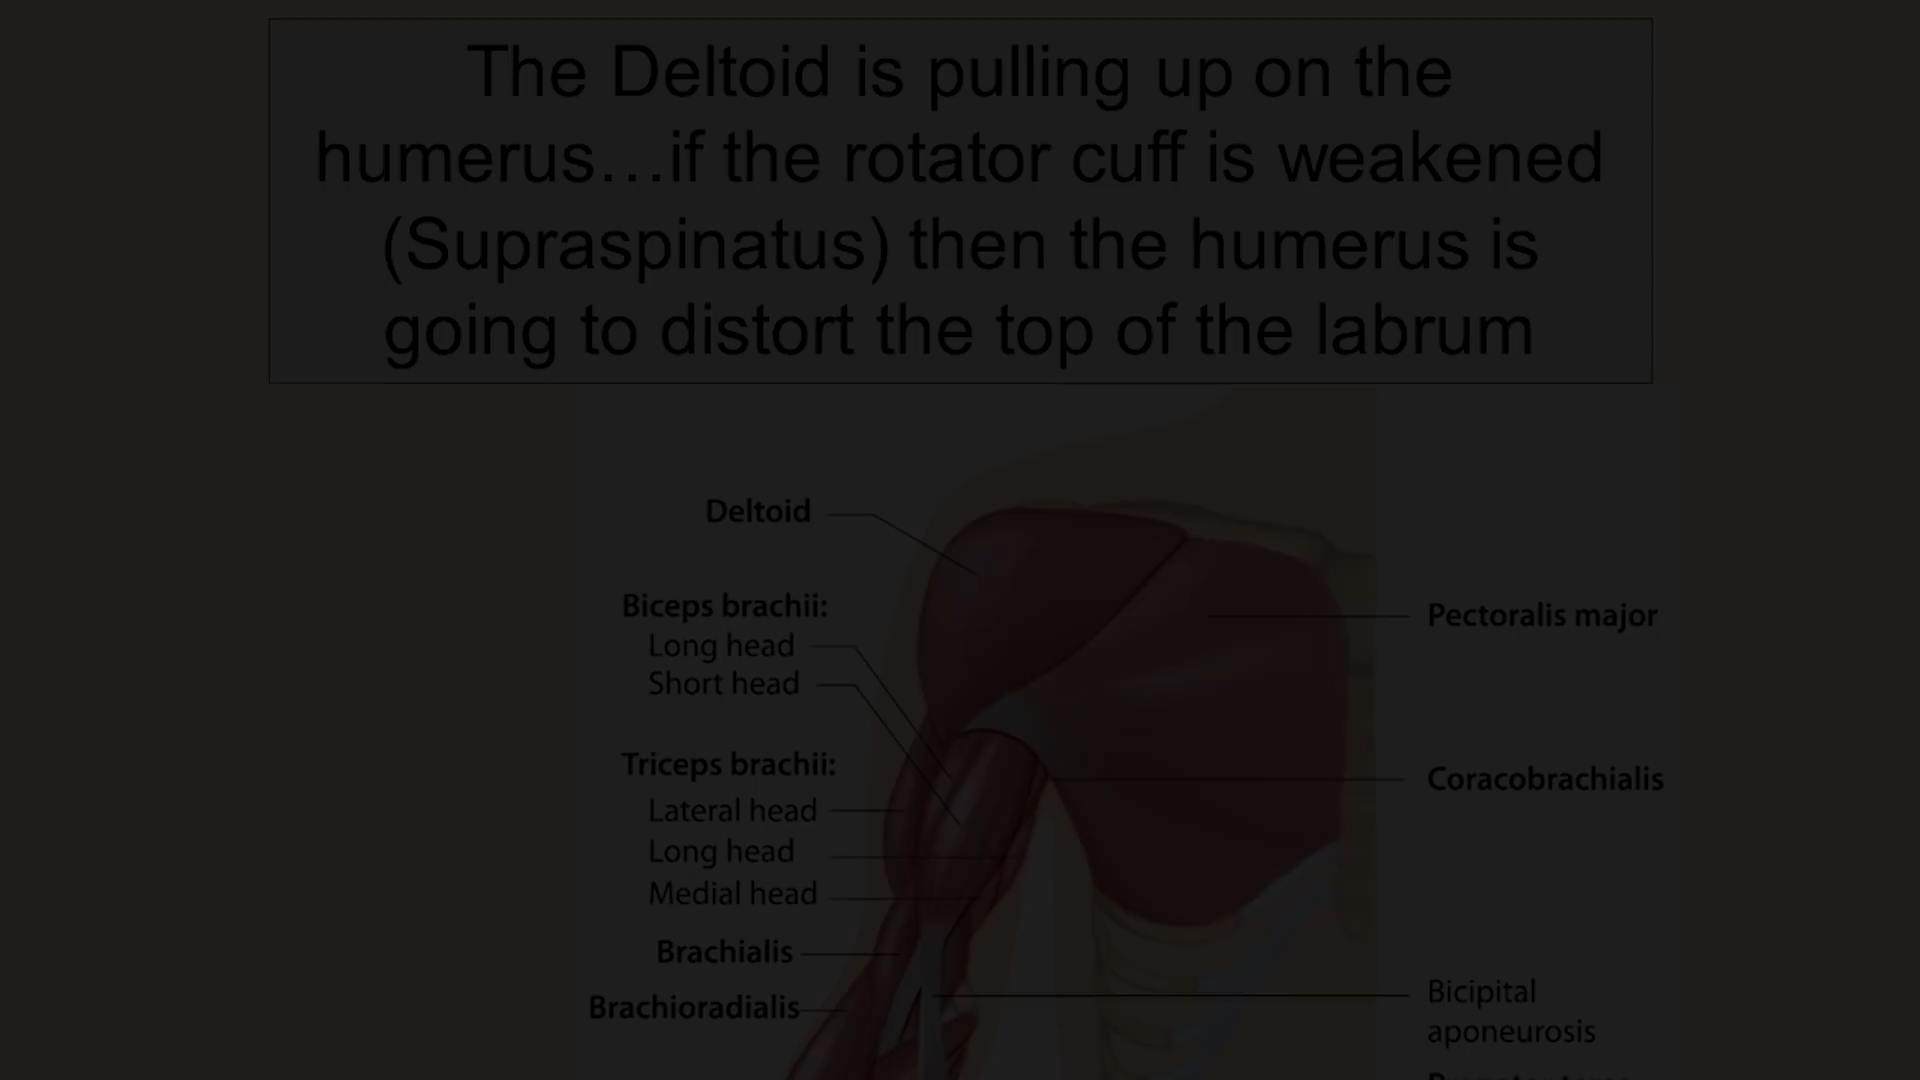 The Deltoid is pulling up on the
humerus…if the rotator cuff is weakened
(Supraspinatus) then the humerus is
going to distort the top of the labrum
Deltoid
Biceps brachii:
Long head
Short head
Triceps brachii:
Lateral head
Long head
Medial head
Brachialis
Brachioradialis
Pectoralis major
Coracobrachialis
Bicipital
aponeurosis